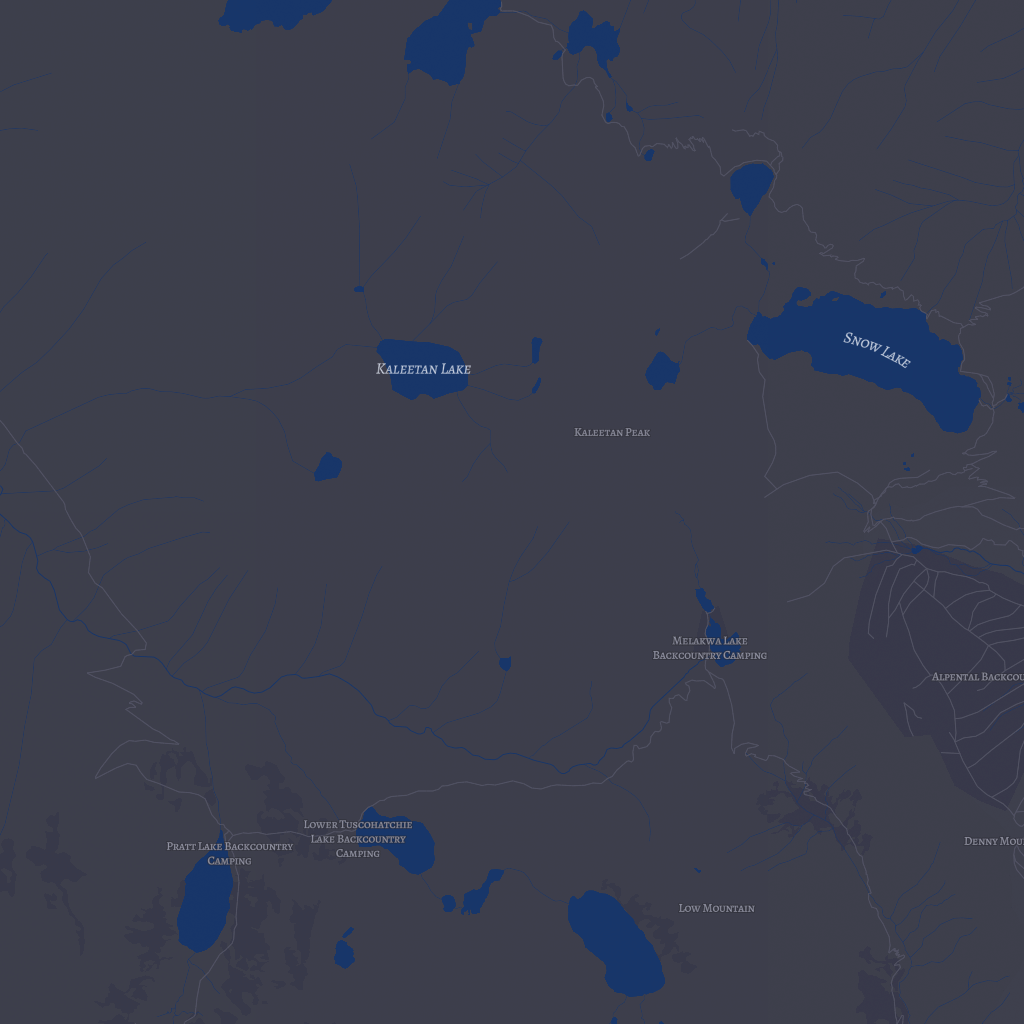 Snow Lake
Kaleetan Lake
Kaleetan Peak
Melakwa Lake
Backcountry Camping
Alpental Backcou
Lower Tuscohatchie
Lake Backcountry
Camping
Pratt Lake Backcountry
Camping
Denny Mou
Low Mountain